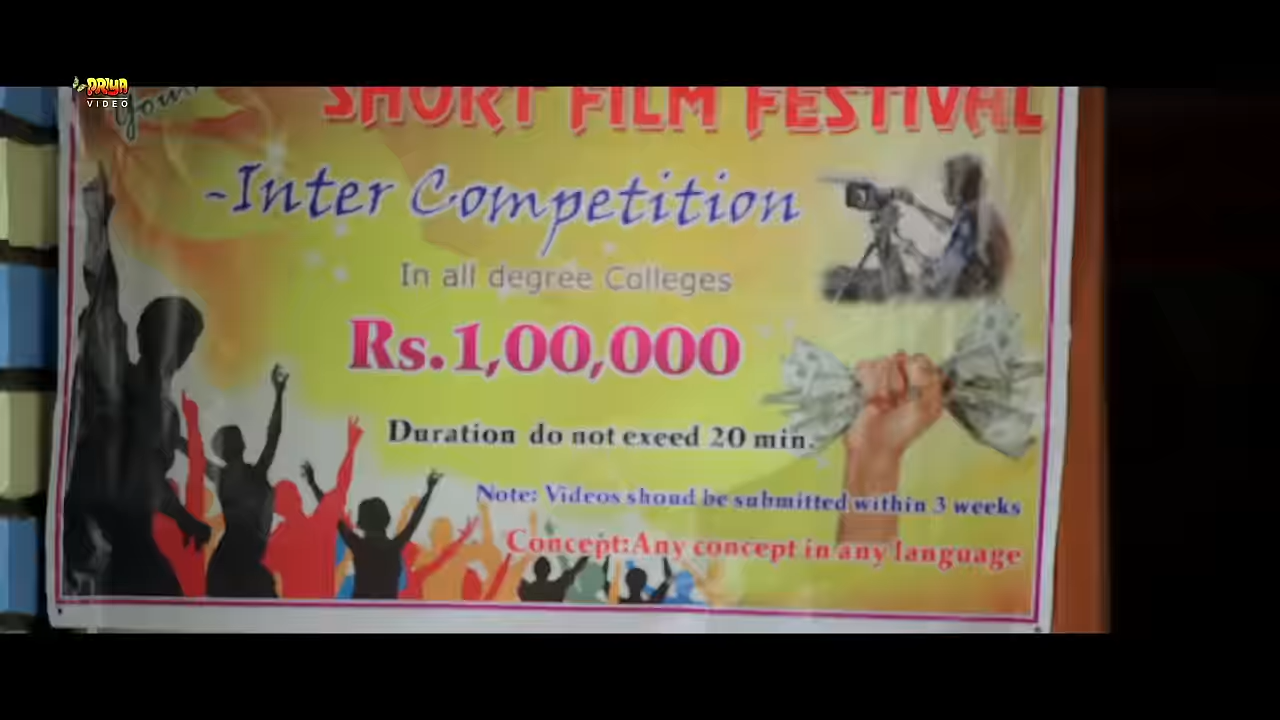 PRIYA
VIDEO
SHORT FILM FESTIVAL
-Inter Competition
In all degree Colleges
Rs.1,00,000
Duration do not exeed 20 min.
Note: Videos shoud be submitted within 3 weeks
Concept:Any concept in any language